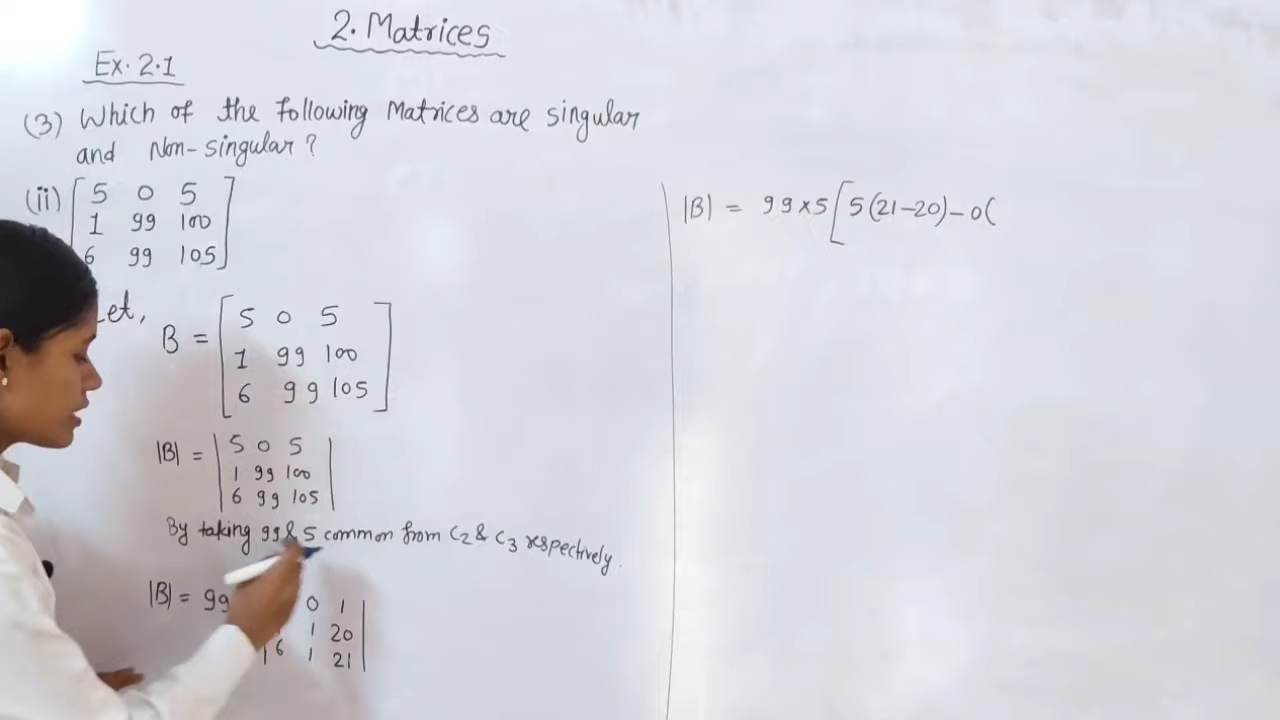 2. Matrices
Ex. 2.1
(3) Which of the following Matrices are singular
and Non-singular?
(ii) [ 5 0 5
1 99 100
6 99 105 ]
Let,
B = [ 5 0 5
1 99 100
6 99 105 ]
|B| = | 5 0 5
1 99 100
6 99 105 |
By taking 99 & 5 common from C2 & C3 respectively.
|B| = 99 0 1 |
1 20
6 1 21 |
|B| = 99×5 [ 5(21-20)-0(